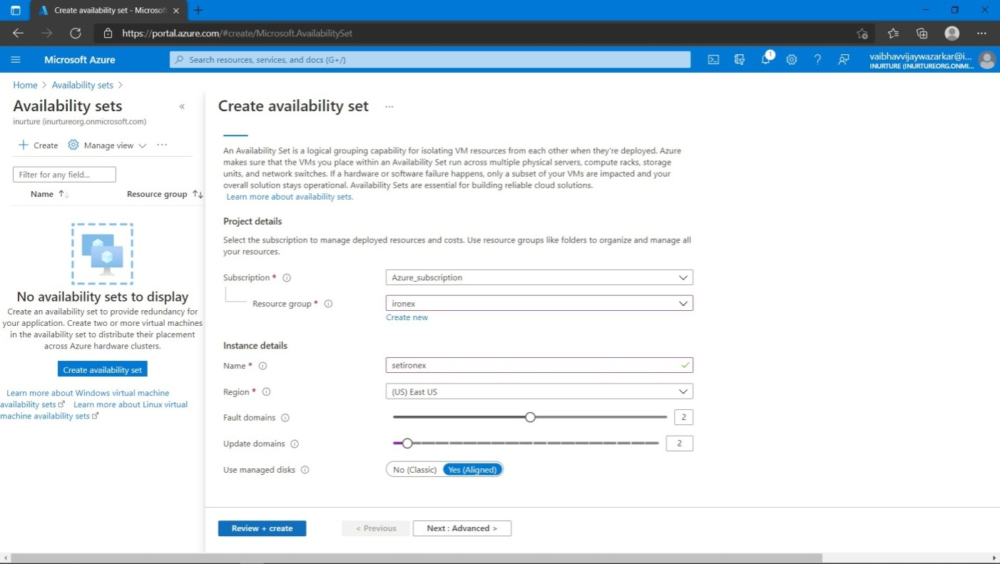 Create availability set - Microsoft
https://portal.azure.com/#create/Microsoft.AvailabilitySet
Microsoft Azure
Search resources, services, and docs (G+/)
1
vaibhavvijaywazarkar@i...
INURTURE (INURTUREORG.ONMI...
Home > Availability sets >
Availability sets
inurture (inurtureorg.onmicrosoft.com)
Create Manage view
Filter for any field...
Name Resource group
No availability sets to display
Create an availability set to provide redundancy for
your application. Create two or more virtual machines
in the availability set to distribute their placement
across Azure hardware clusters.
Create availability set
Learn more about Windows virtual machine
availability sets Learn more about Linux virtual
machine availability sets
Create availability set
An Availability Set is a logical grouping capability for isolating VM resources from each other when they're deployed. Azure
makes sure that the VMs you place within an Availability Set run across multiple physical servers, compute racks, storage
units, and network switches. If a hardware or software failure happens, only a subset of your VMs are impacted and your
overall solution stays operational. Availability Sets are essential for building reliable cloud solutions.
Learn more about availability sets.
Project details
Select the subscription to manage deployed resources and costs. Use resource groups like folders to organize and manage all
your resources.
Subscription * Azure_subscription
Resource group * ironex
Create new
Instance details
Name * setironex
Region * (US) East US
Fault domains 2
Update domains 2
Use managed disks No (Classic) Yes (Aligned)
Review + create < Previous Next : Advanced >